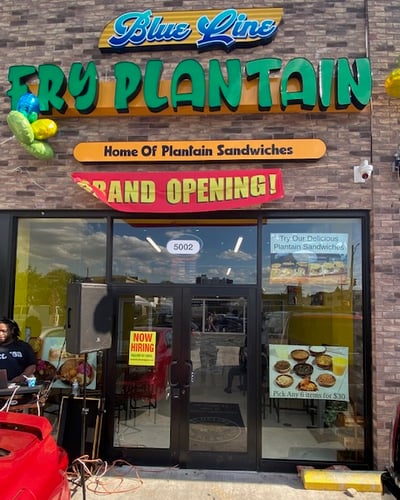 Blue Line
FRY PLANTAIN
Home Of Plantain Sandwiches
GRAND OPENING!
5002
Try Our Delicious
Plantain Sandwiches
NOW
HIRING
Pick Any 6 items for $30